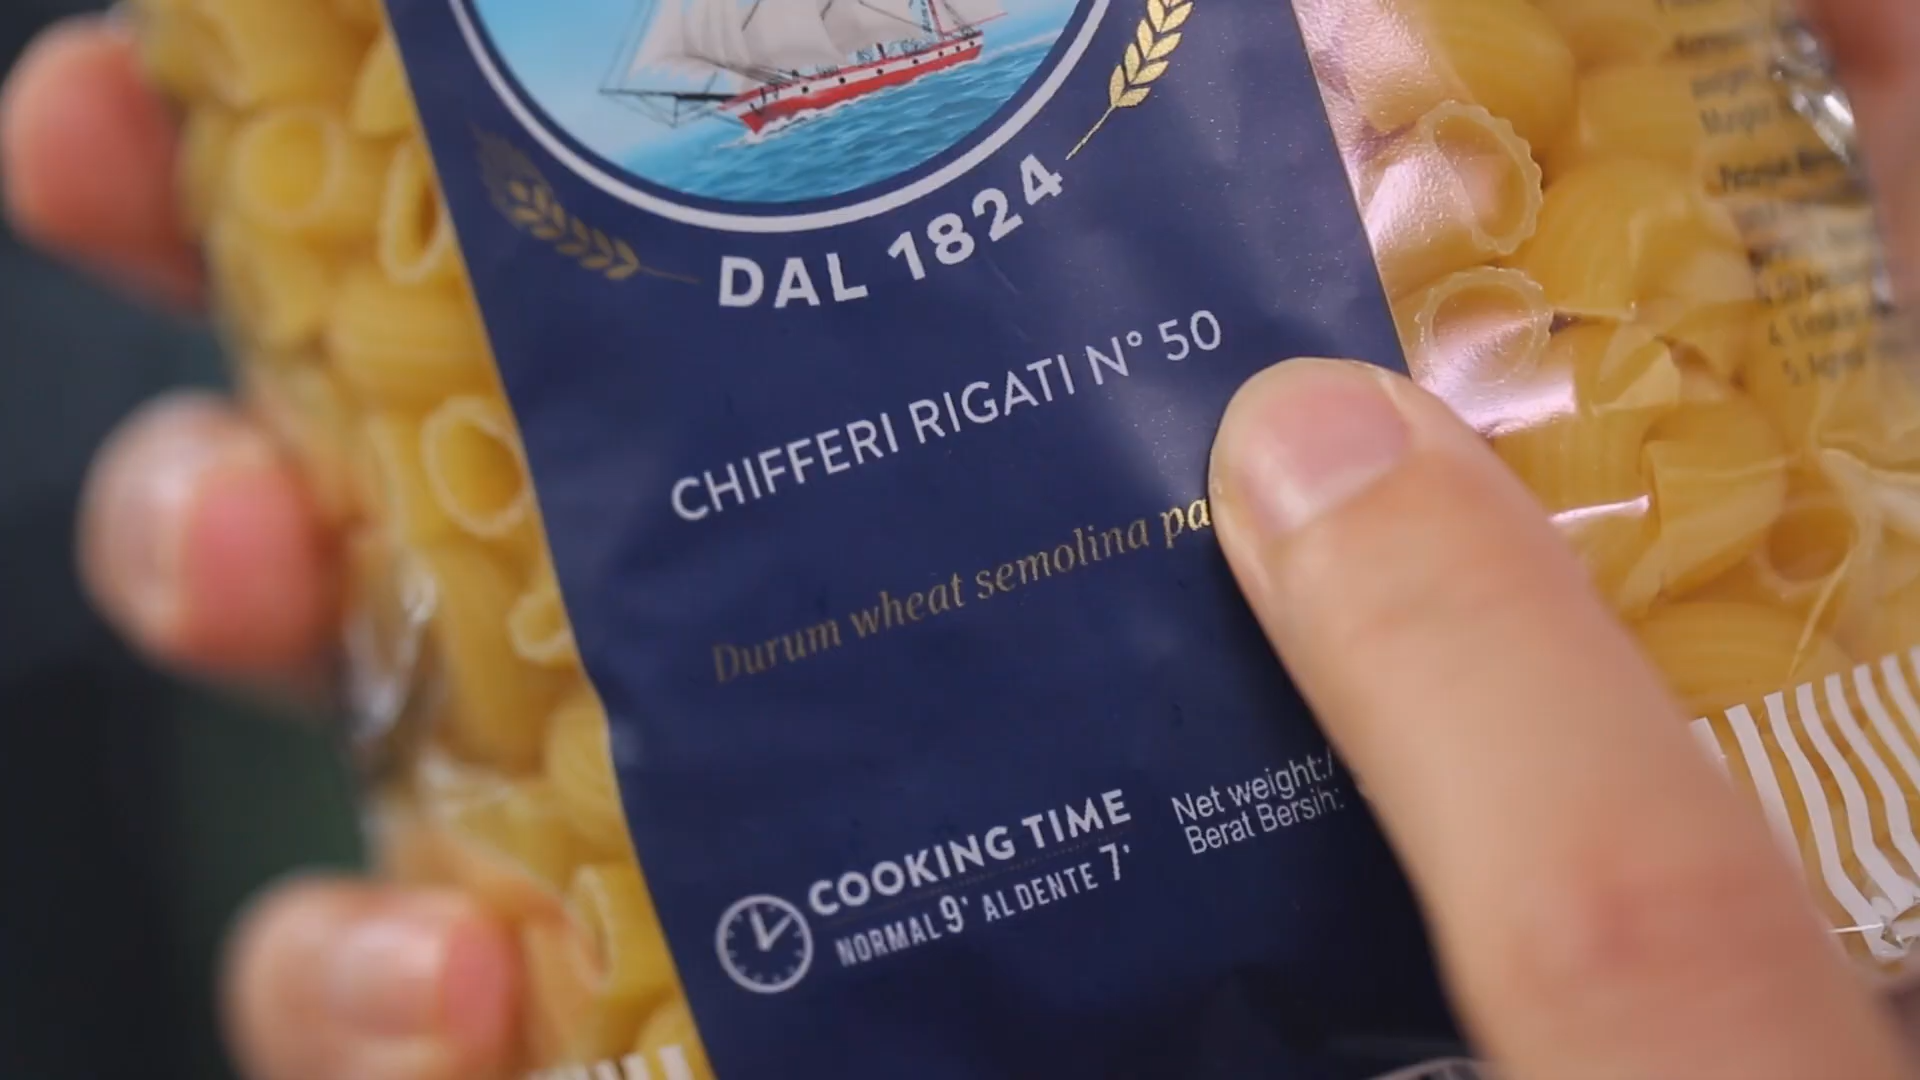 DAL 1824
CHIFFERI RIGATI N° 50
Durum wheat semolina
COOKING TIME
NORMAL 9' AL DENTE 7'
Net weight:/
Berat Bersih: